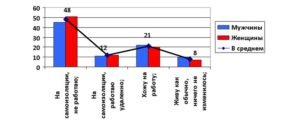 60
50
40
30
20
10
0
48
12
21
8
На
самоизоляции,
не работаю;
На
самоизоляции,
работаю
удаленно;
Хожу на
работу;
Живу как
обычно,
ничего не
изменилось;
Мужчины
Женщины
В среднем